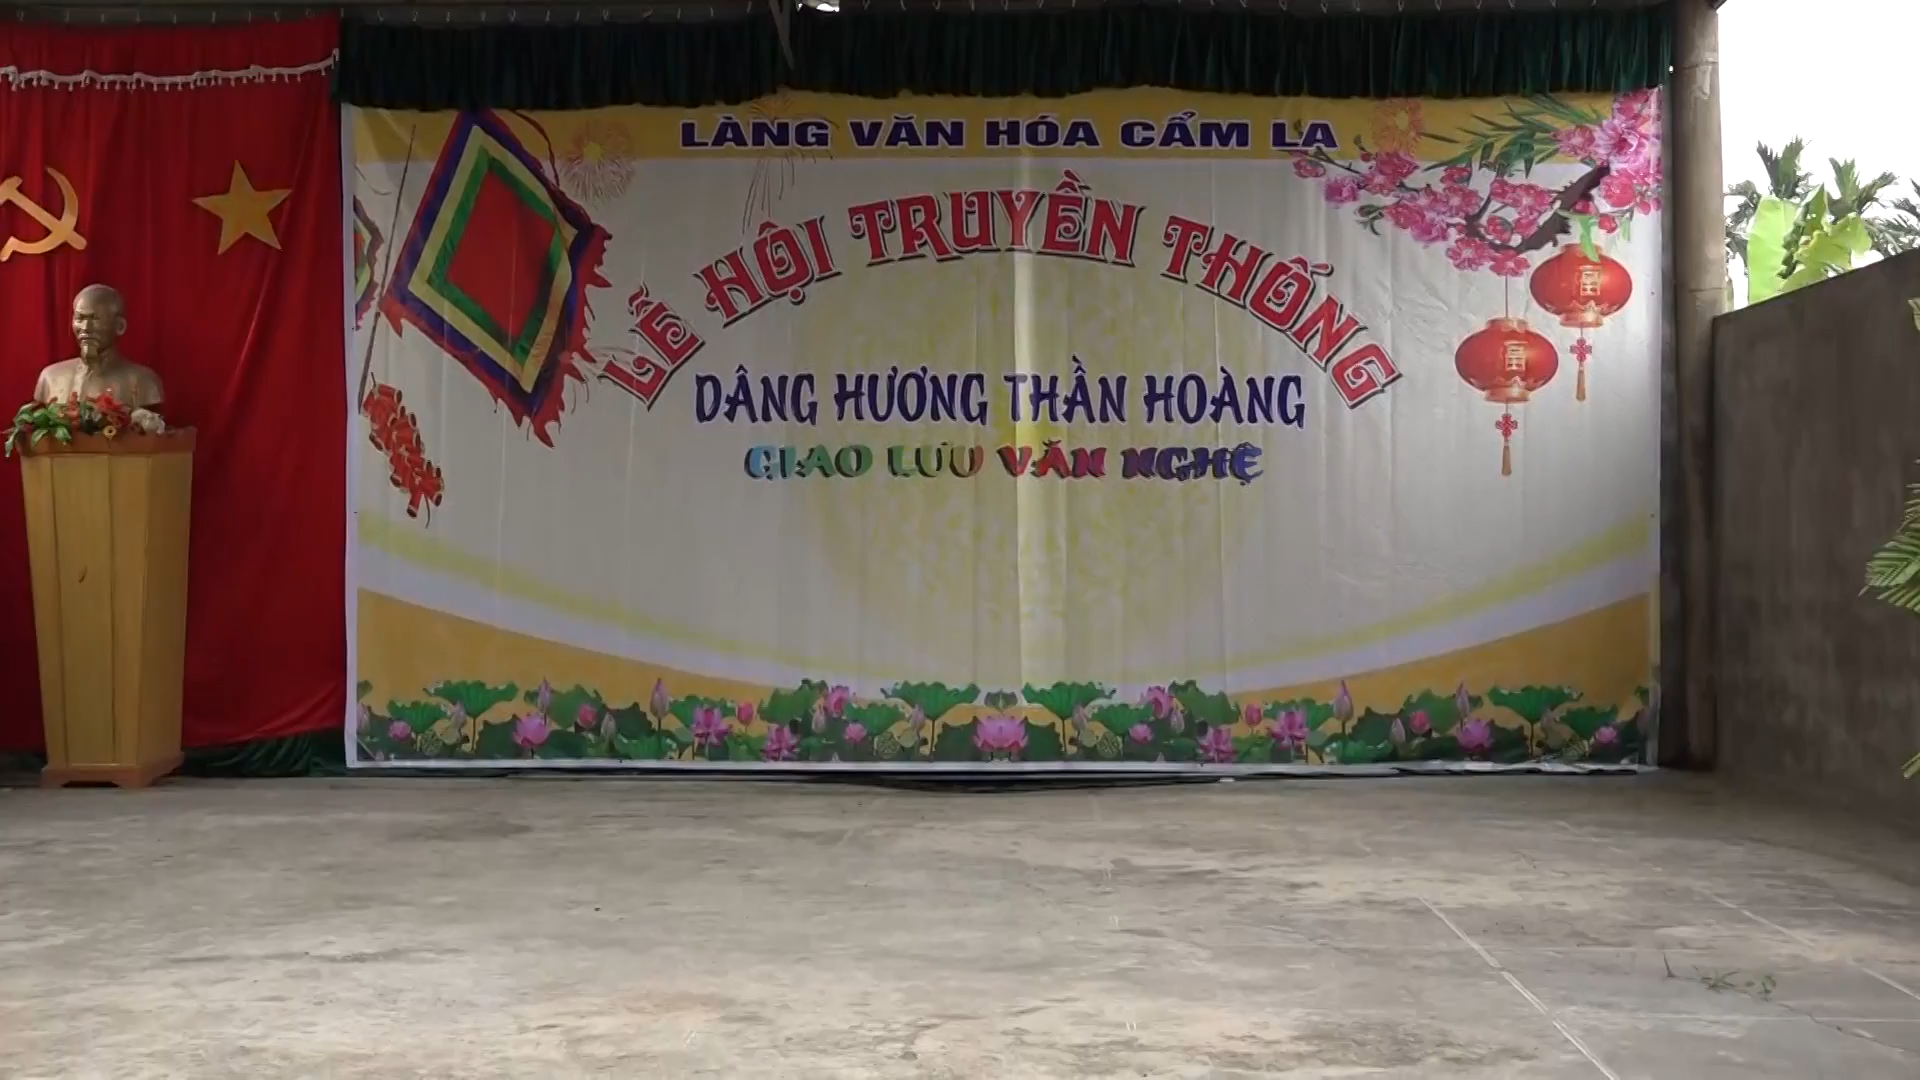 LÀNG VĂN HÓA CẨM LA
LỄ HỘI TRUYỀN THỐNG
DÂNG HƯƠNG THẦN HOÀNG
GIAO LƯU VĂN NGHỆ